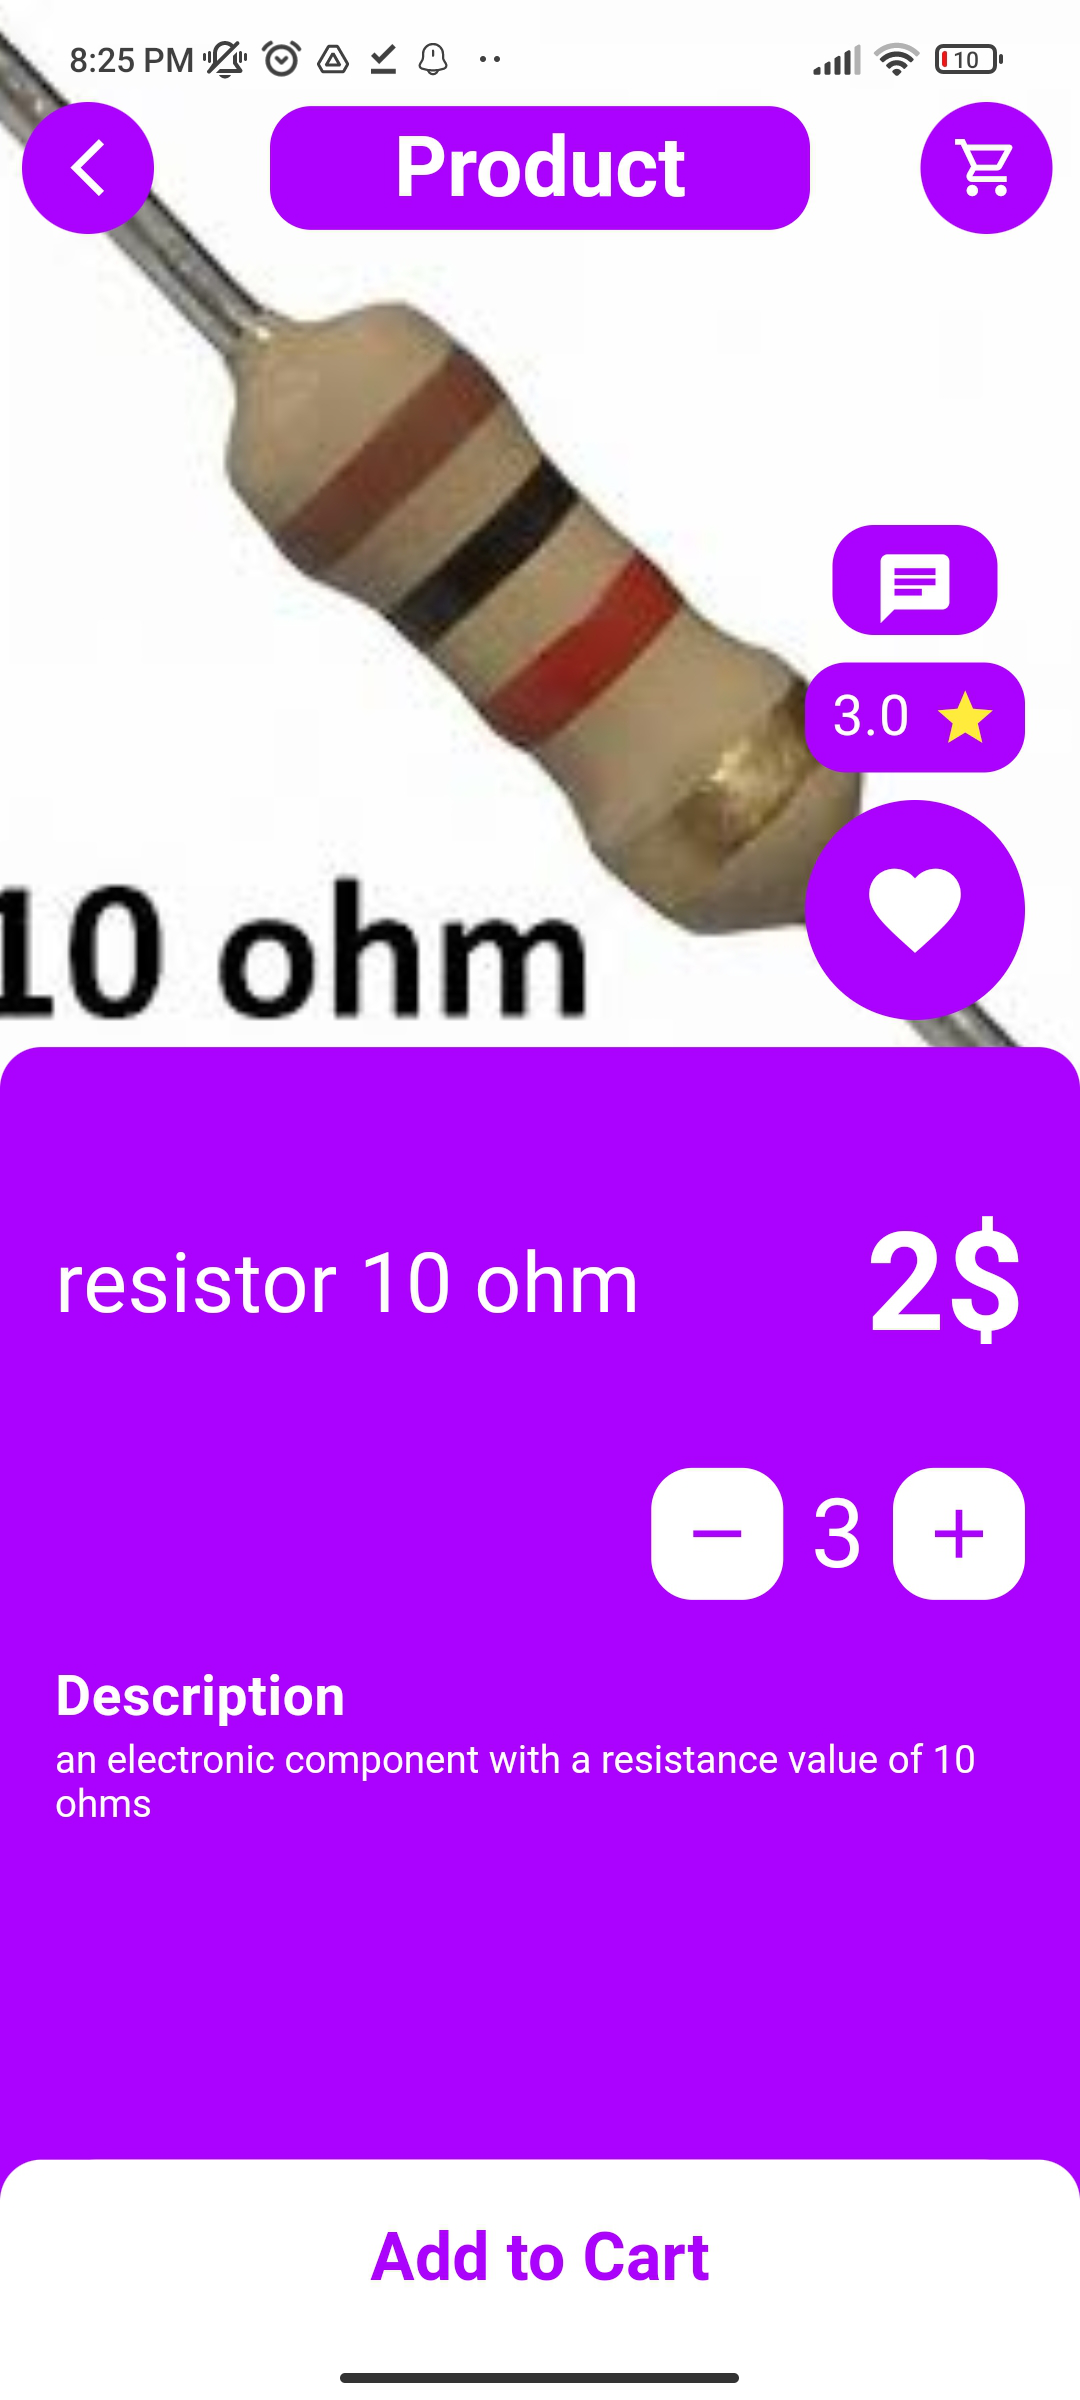 8:25 PM
10
Product
3.0
10 ohm
resistor 10 ohm
2$
3
Description
an electronic component with a resistance value of 10
ohms
Add to Cart